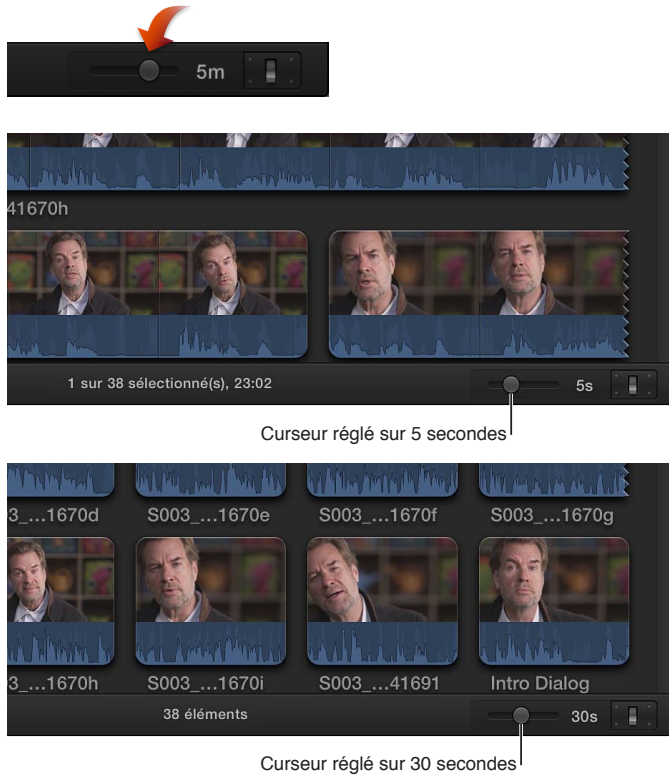 5m
41670h
1 sur 38 sélectionné(s), 23:02
5s
Curseur réglé sur 5 secondes
3_...1670d S003_...1670e S003_...1670f S003_...1670g
3_...1670h S003_...1670i S003_...41691 Intro Dialog
38 éléments
30s
Curseur réglé sur 30 secondes